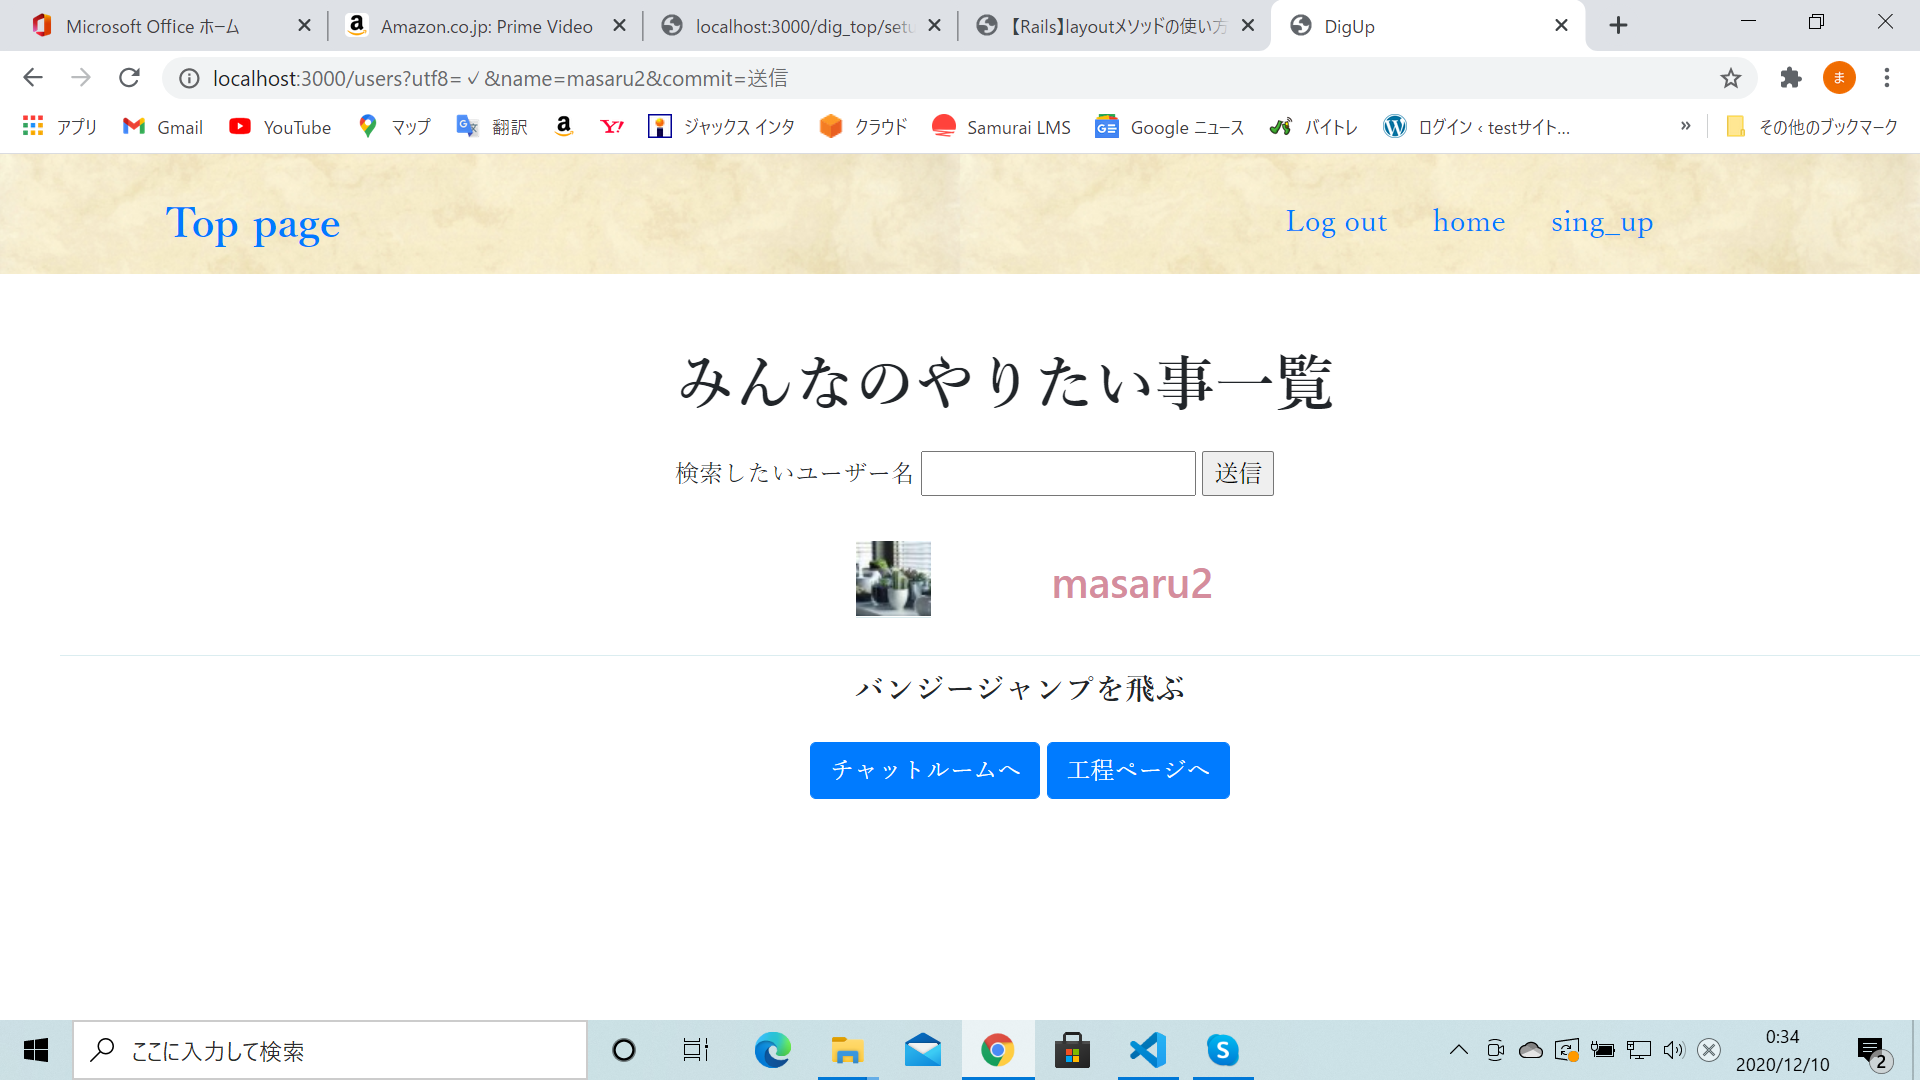 Microsoft Office ホーム
Amazon.co.jp: Prime Video
localhost:3000/dig_top/setu
【Rails】layoutメソッドの使い方
DigUp
localhost:3000/users?utf8=✓&name=masaru2&commit=送信
ま
アプリ
Gmail
YouTube
マップ
翻訳
ジャックス インタ
クラウド
Samurai LMS
Google ニュース
バイトレ
ログイン ‹ testサイト...
»
その他のブックマーク
Top page
Log out
home
sing_up
みんなのやりたい事一覧
検索したいユーザー名
送信
masaru2
バンジージャンプを飛ぶ
チャットルームへ
工程ページへ
ここに入力して検索
0:34
2020/12/10
2